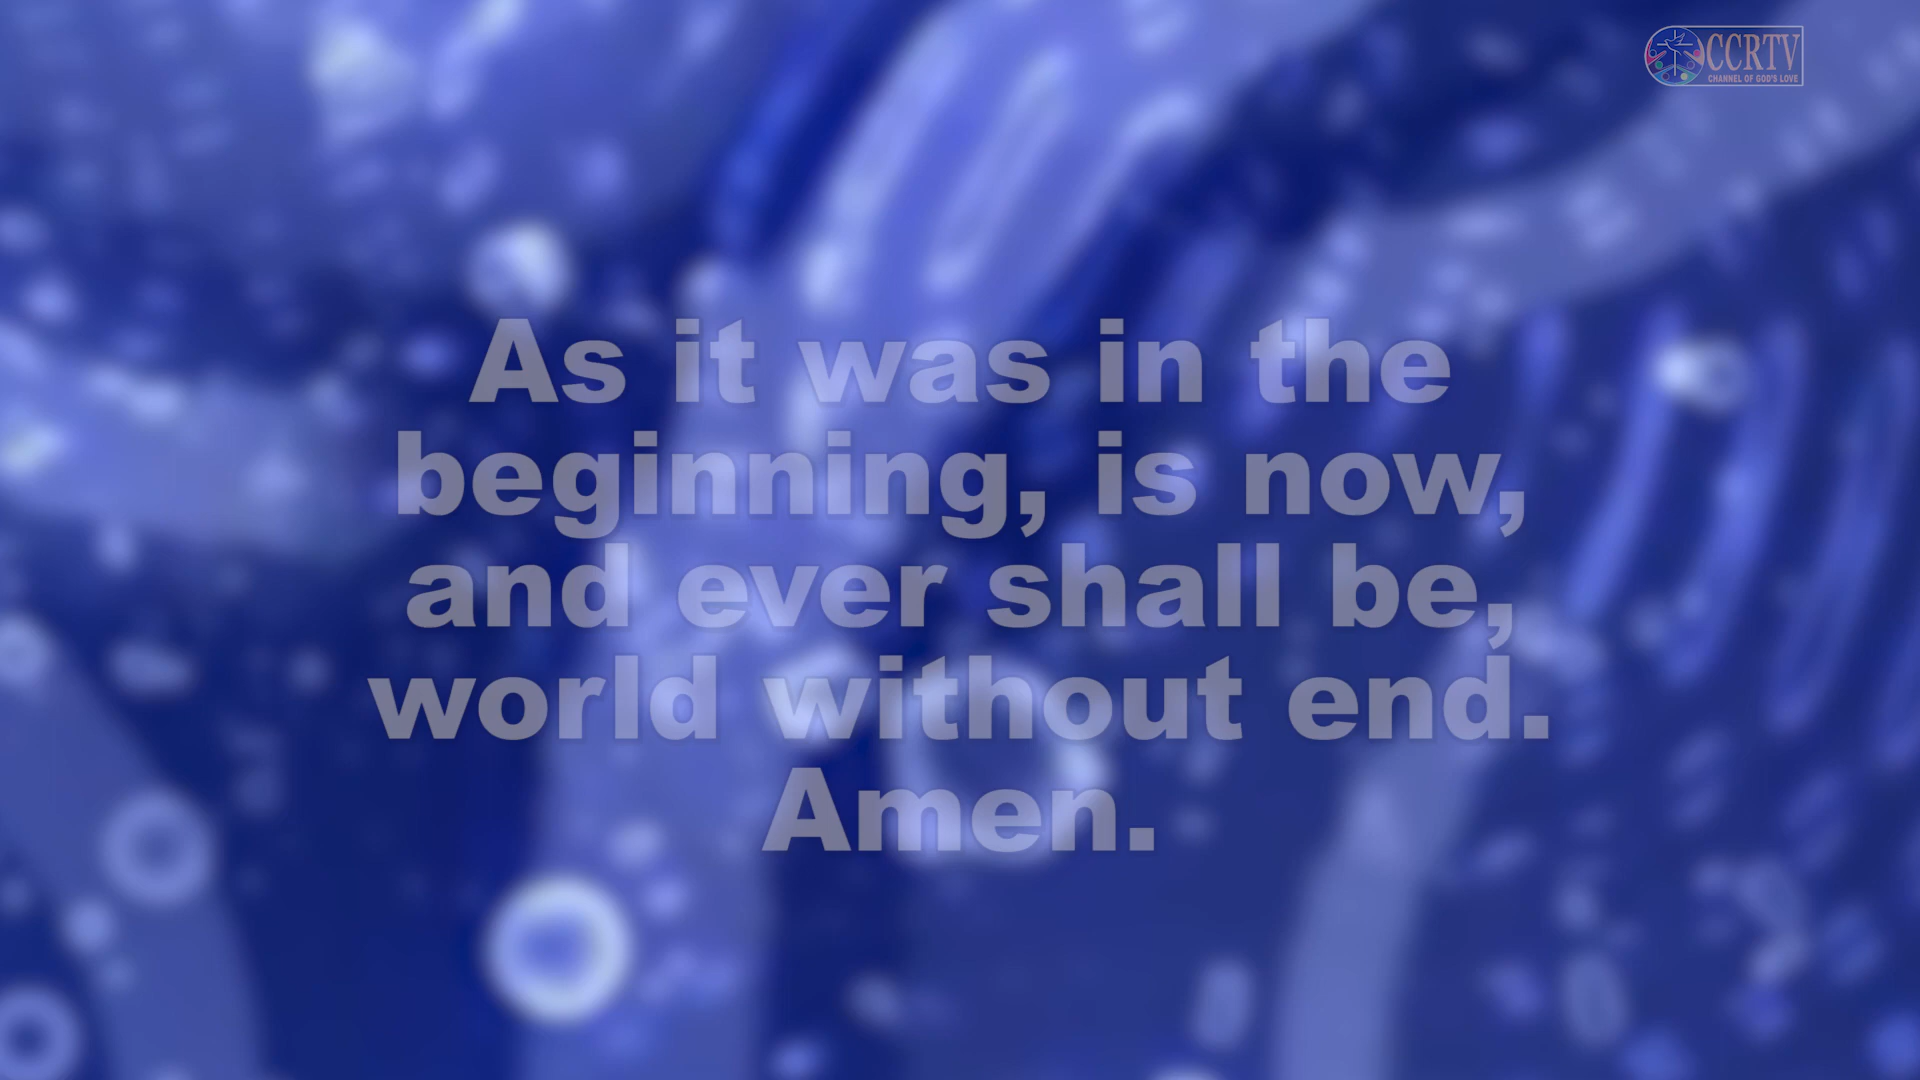 CCRTV
CHANNEL OF GOD'S LOVE
As it was in the
beginning, is now,
and ever shall be,
world without end.
Amen.